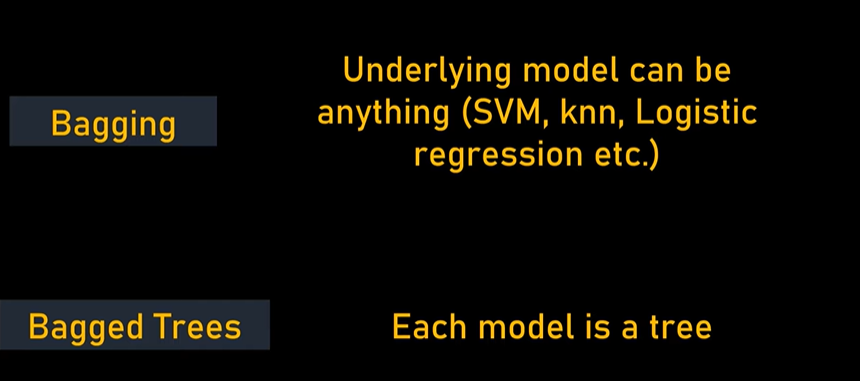 Underlying model can be
anything (SVM, knn, Logistic
regression etc.)
Bagging
Bagged Trees
Each model is a tree